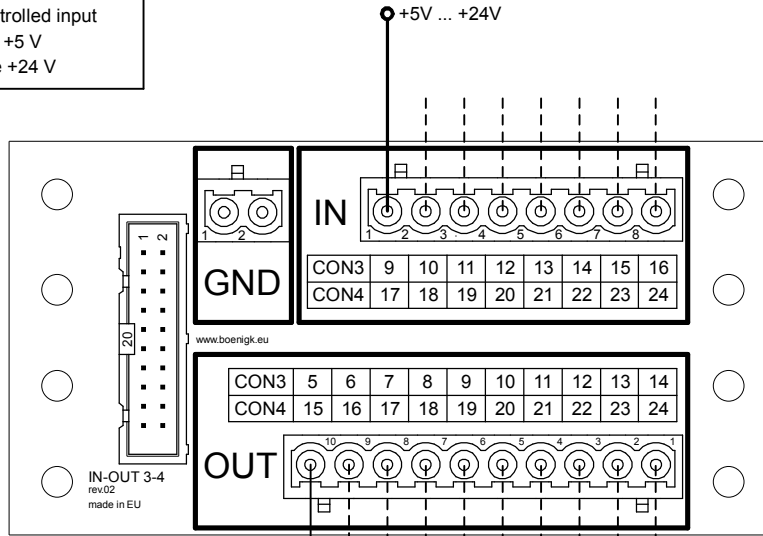 trolled input
+5 V
+24 V
+5V ... +24V
IN
1 2 3 4 5 6 7 8
CON3 9 10 11 12 13 14 15 16
CON4 17 18 19 20 21 22 23 24
1 2
GND
1 2
20
www.boenigk.eu
CON3 5 6 7 8 9 10 11 12 13 14
CON4 15 16 17 18 19 20 21 22 23 24
OUT
10 9 8 7 6 5 4 3 2 1
IN-OUT 3-4
rev.02
made in EU